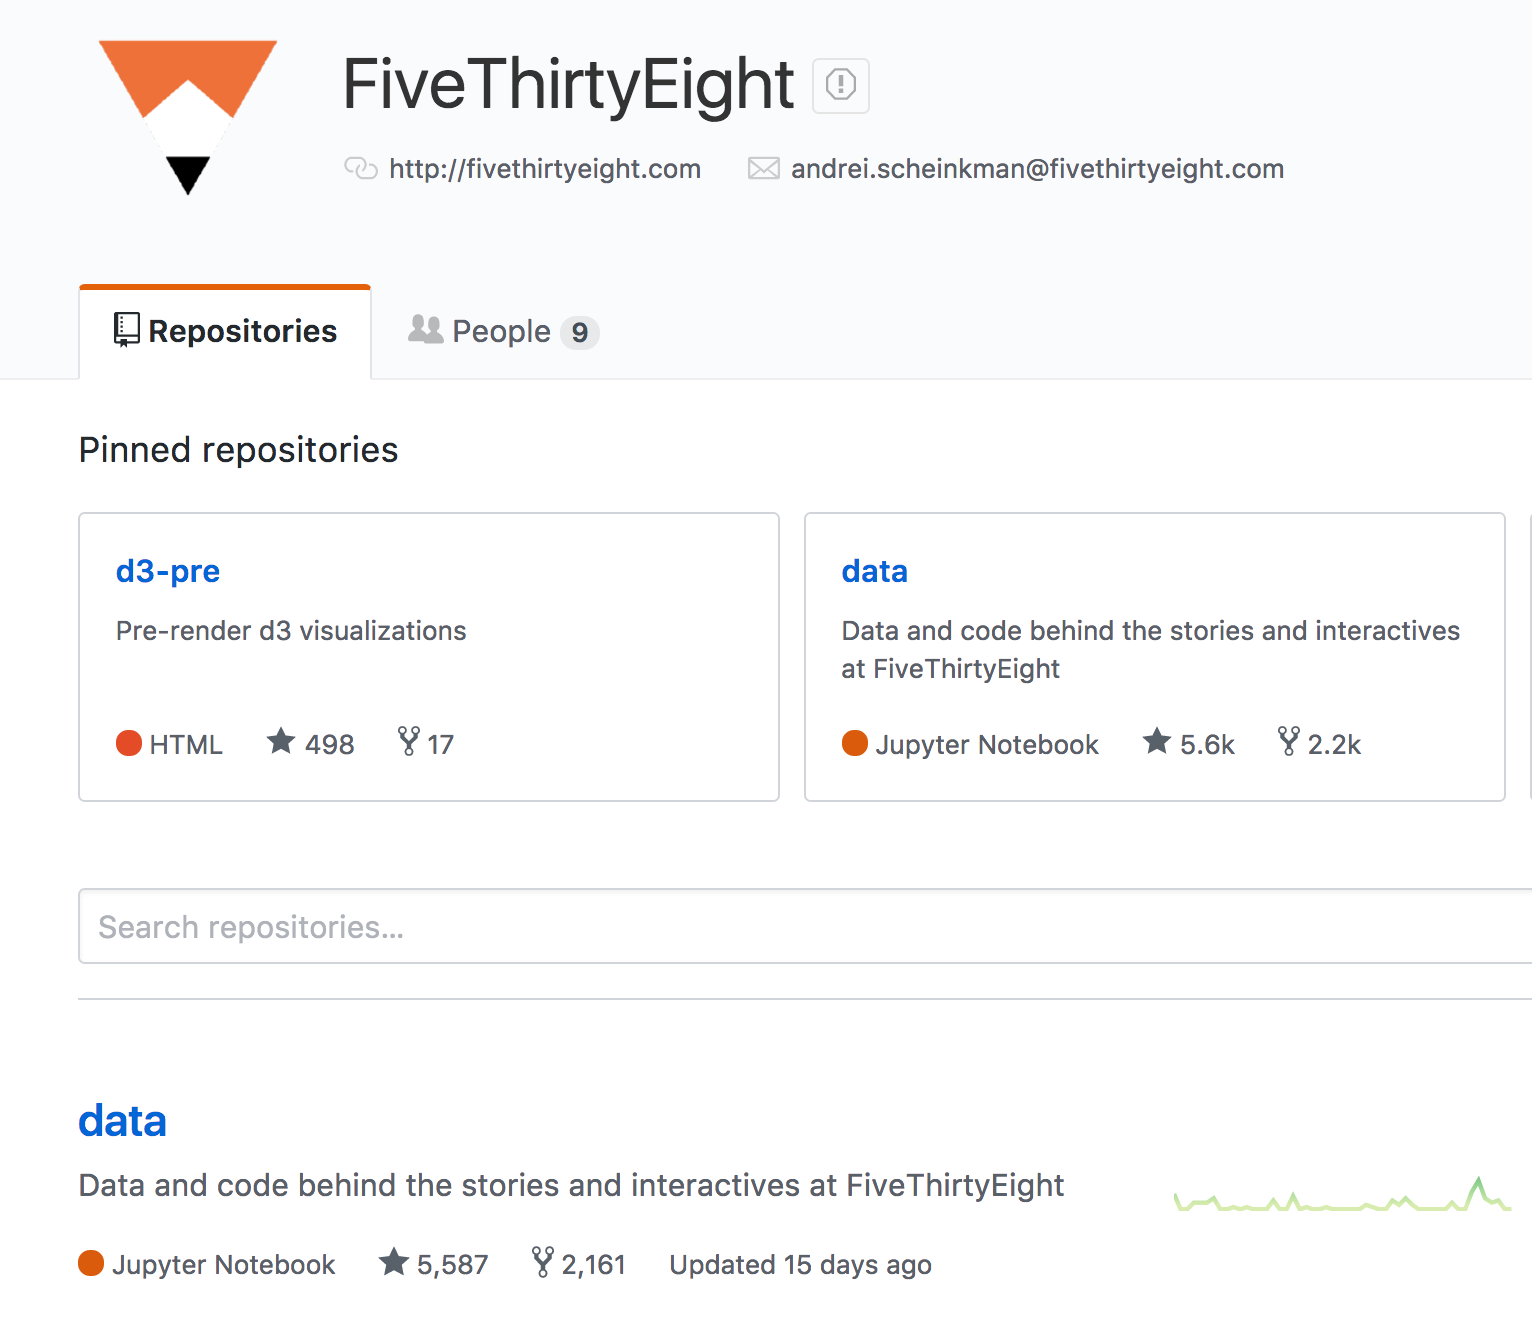 FiveThirtyEight
http://fivethirtyeight.com andrei.scheinkman@fivethirtyeight.com
Repositories People 9
Pinned repositories
d3-pre
Pre-render d3 visualizations
HTML 498 17
data
Data and code behind the stories and interactives
at FiveThirtyEight
Jupyter Notebook 5.6k 2.2k
Search repositories...
data
Data and code behind the stories and interactives at FiveThirtyEight
Jupyter Notebook 5,587 2,161 Updated 15 days ago